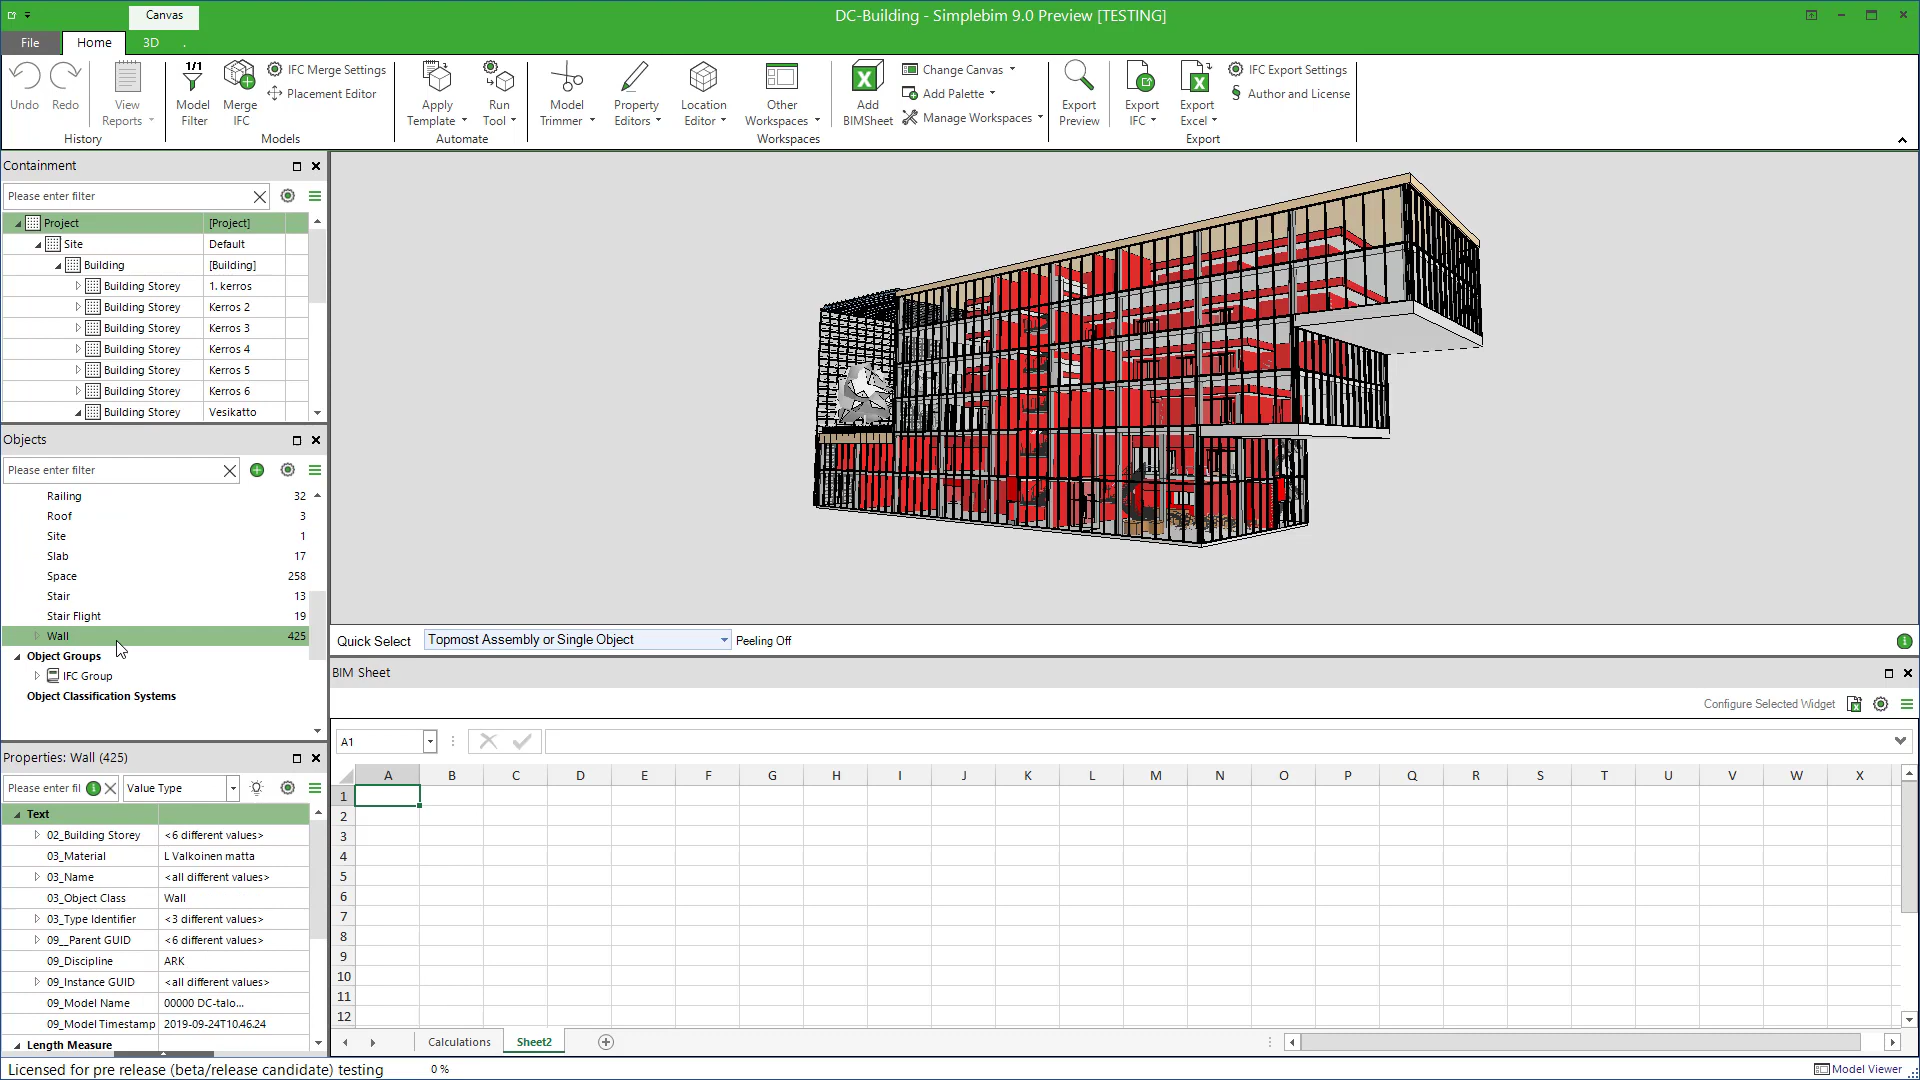 Canvas
DC-Building - Simplebim 9.0 Preview [TESTING]
File
Home
3D
.
Undo
Redo
History
View
Reports
1/1
Model
Filter
Merge
IFC
IFC Merge Settings
Placement Editor
Models
Apply
Template
Run
Tool
Automate
Model
Trimmer
Property
Editors
Location
Editor
Other
Workspaces
Add
BIMSheet
Change Canvas
Add Palette
Manage Workspaces
Workspaces
Export
Preview
Export
IFC
Export
Excel
IFC Export Settings
Author and License
Export
Containment
Please enter filter
Project [Project]
Site Default
Building [Building]
Building Storey 1. kerros
Building Storey Kerros 2
Building Storey Kerros 3
Building Storey Kerros 4
Building Storey Kerros 5
Building Storey Kerros 6
Building Storey Vesikatto
Objects
Please enter filter
Railing 32
Roof 3
Site 1
Slab 17
Space 258
Stair 13
Stair Flight 19
Wall 425
Object Groups
IFC Group
Object Classification Systems
Properties: Wall (425)
Please enter fil
Value Type
Text
02_Building Storey <6 different values>
03_Material L Valkoinen matta
03_Name <all different values>
03_Object Class Wall
03_Type Identifier <3 different values>
09__Parent GUID <6 different values>
09_Discipline ARK
09_Instance GUID <all different values>
09_Model Name 00000 DC-talo...
09_Model Timestamp 2019-09-24T10.46.24
Length Measure
Quick Select Topmost Assembly or Single Object Peeling Off
BIM Sheet
Configure Selected Widget
A1
A B C D E F G H I J K L M N O P Q R S T U V W X
1
2
3
4
5
6
7
8
9
10
11
12
Calculations
Sheet2
Licensed for pre release (beta/release candidate) testing
0 %
Model Viewer